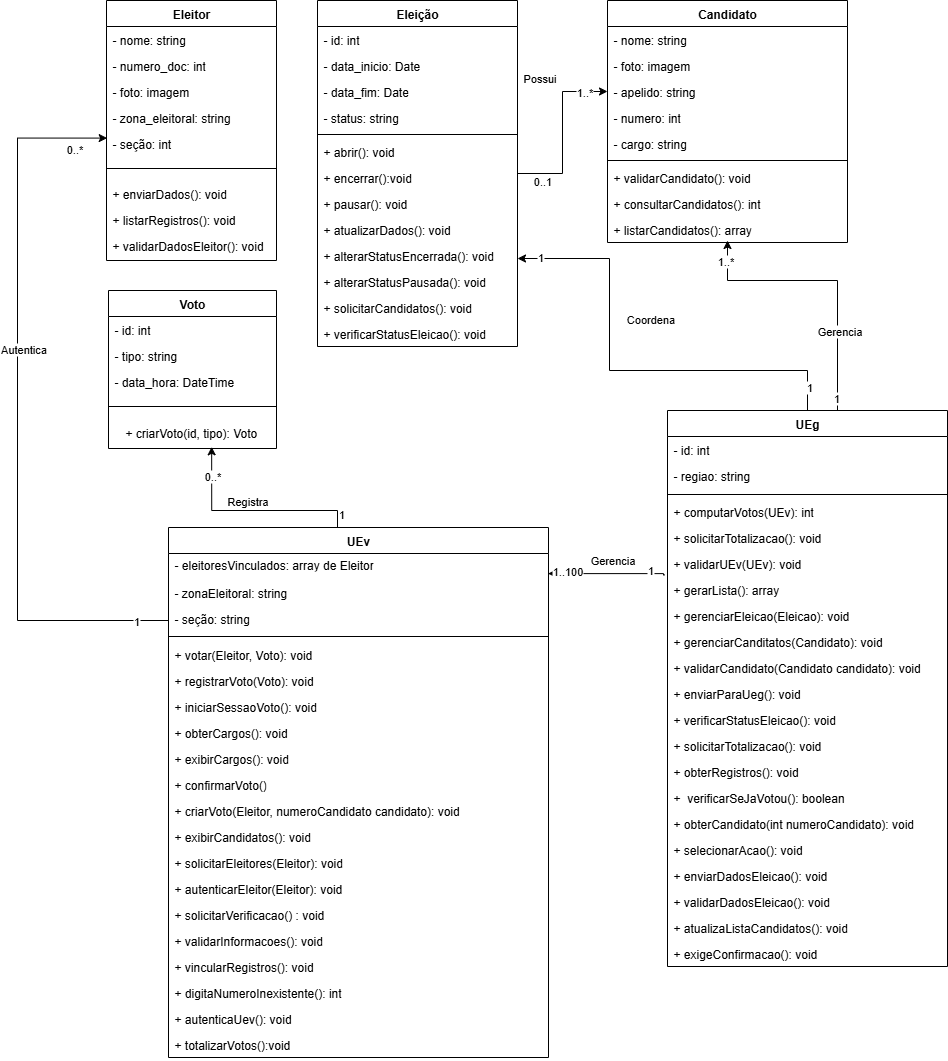 Eleitor
- nome: string
- numero_doc: int
- foto: imagem
- zona_eleitoral: string
- seção: int
+ enviarDados(): void
+ listarRegistros(): void
+ validarDadosEleitor(): void
Eleição
- id: int
- data_inicio: Date
- data_fim: Date
- status: string
+ abrir(): void
+ encerrar():void
+ pausar(): void
+ atualizarDados(): void
+ alterarStatusEncerrada(): void
+ alterarStatusPausada(): void
+ solicitarCandidatos(): void
+ verificarStatusEleicao(): void
Possui
1..*
0..1
Candidato
- nome: string
- foto: imagem
- apelido: string
- numero: int
- cargo: string
+ validarCandidato(): void
+ consultarCandidatos(): int
+ listarCandidatos(): array
0..*
Autentica
1
1
Coordena
1
1..*
Gerencia
1
Voto
- id: int
- tipo: string
- data_hora: DateTime
+ criarVoto(id, tipo): Voto
0..*
Registra
1
UEv
- eleitoresVinculados: array de Eleitor
- zonaEleitoral: string
- seção: string
+ votar(Eleitor, Voto): void
+ registrarVoto(Voto): void
+ iniciarSessaoVoto(): void
+ obterCargos(): void
+ exibirCargos(): void
+ confirmarVoto()
+ criarVoto(Eleitor, numeroCandidato candidato): void
+ exibirCandidatos(): void
+ solicitarEleitores(Eleitor): void
+ autenticarEleitor(Eleitor): void
+ solicitarVerificacao() : void
+ validarInformacoes(): void
+ vincularRegistros(): void
+ digitaNumeroInexistente(): int
+ autenticaUev(): void
+ totalizarVotos():void
1..100
Gerencia
1
UEg
- id: int
- regiao: string
+ computarVotos(UEv): int
+ solicitarTotalizacao(): void
+ validarUEv(UEv): void
+ gerarLista(): array
+ gerenciarEleicao(Eleicao): void
+ gerenciarCanditatos(Candidato): void
+ validarCandidato(Candidato candidato): void
+ enviarParaUeg(): void
+ verificarStatusEleicao(): void
+ solicitarTotalizacao(): void
+ obterRegistros(): void
+ verificarSeJaVotou(): boolean
+ obterCandidato(int numeroCandidato): void
+ selecionarAcao(): void
+ enviarDadosEleicao(): void
+ validarDadosEleicao(): void
+ atualizaListaCandidatos(): void
+ exigeConfirmacao(): void